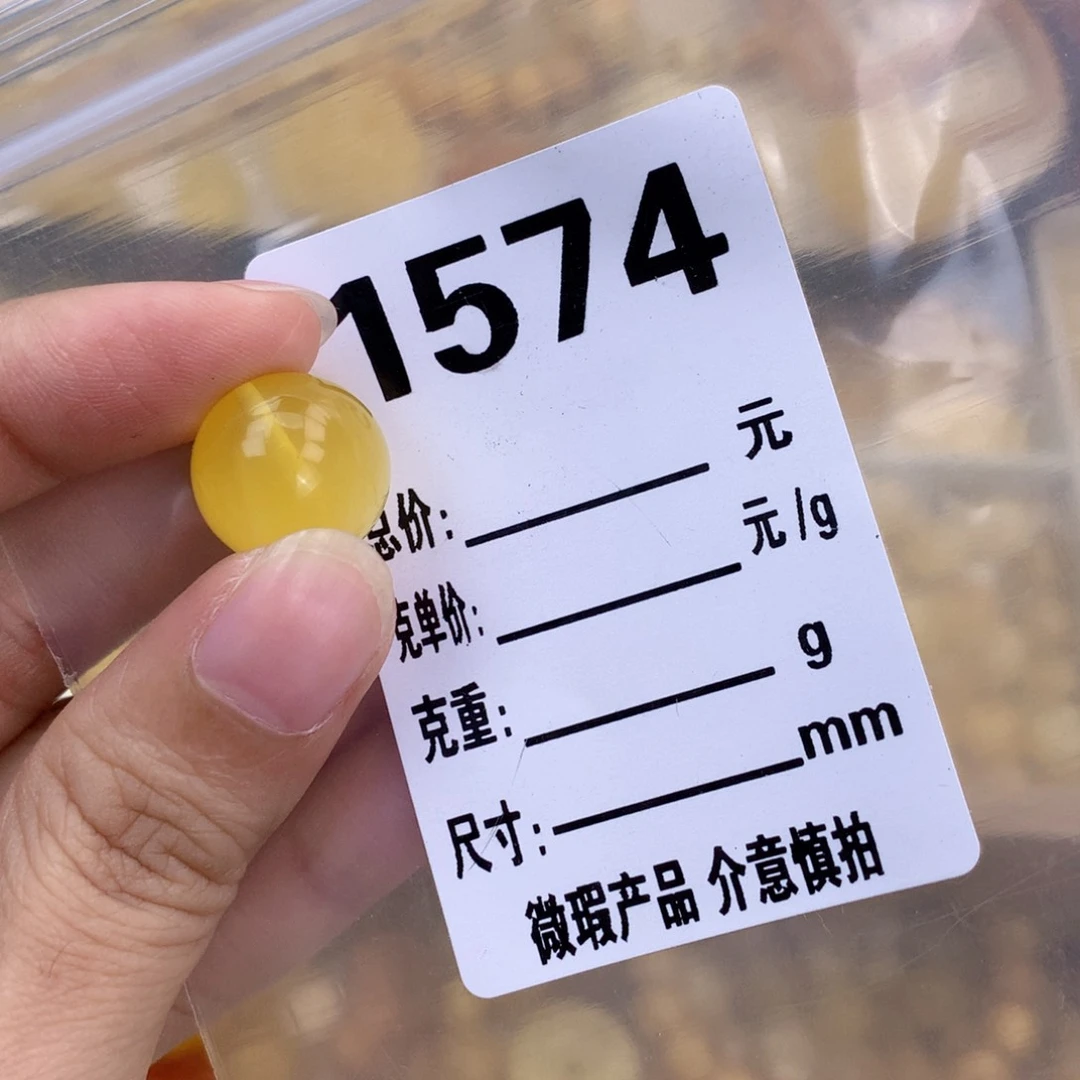 1574
总价: 元
克单价: 元/g
克重: g
尺寸: mm
微瑕产品 介意慎拍